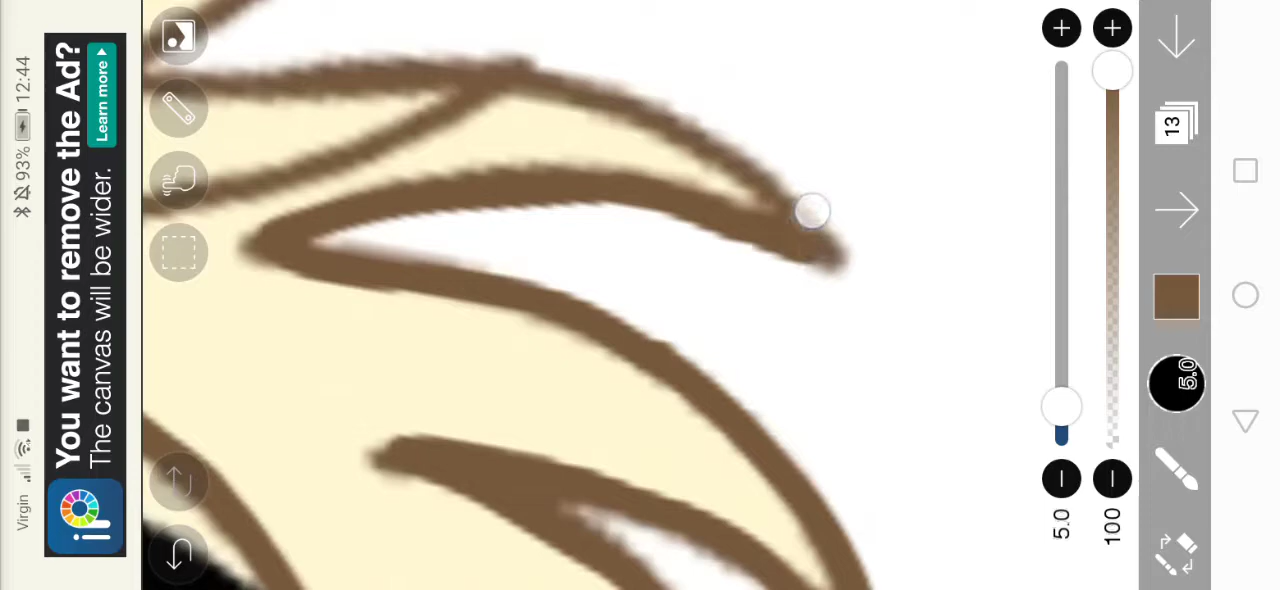 Virgin
93%
12:44
You want to remove the Ad?
The canvas will be wider.
Learn more
iP
5.0
100
13
5.0